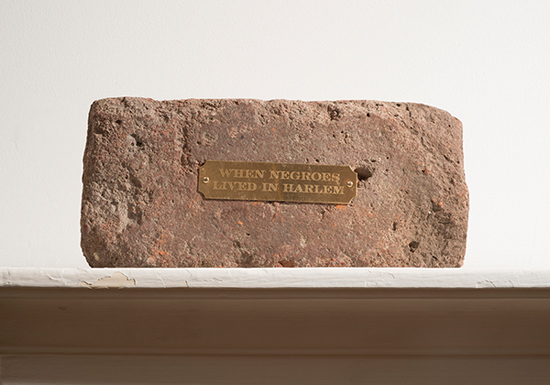 WHEN NEGROES
LIVED IN HARLEM